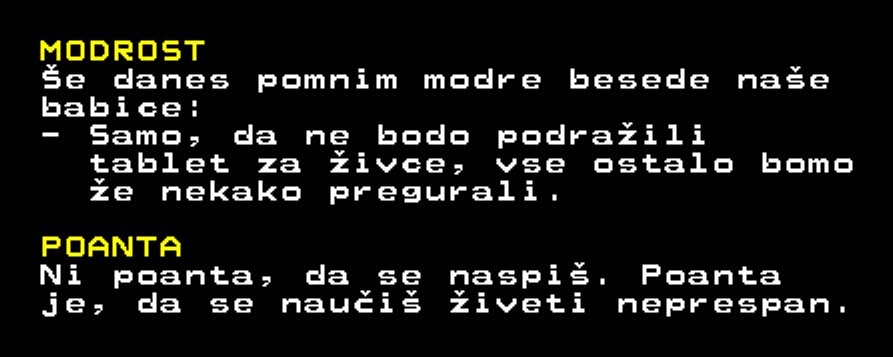 MODROST
Še danes pomnim modre besede naše
babice:
- Samo, da ne bodo podražili
tablet za živce, vse ostalo bomo
že nekako pregurali.
POANTA
Ni poanta, da se naspiš. Poanta
je, da se naučiš živeti neprespan.